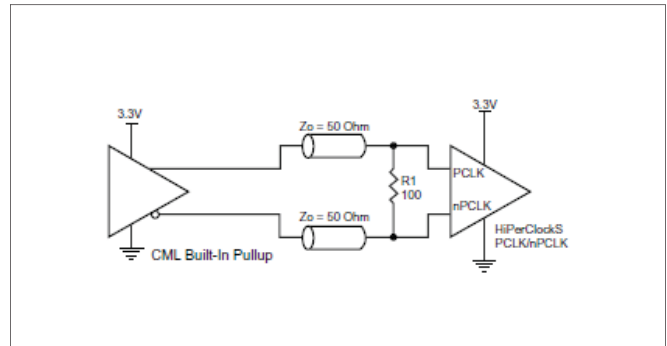 3.3V
Zo = 50 Ohm
3.3V
R1
100
PCLK
nPCLK
Zo = 50 Ohm
HiPerClockS
PCLK/nPCLK
CML Built-In Pullup